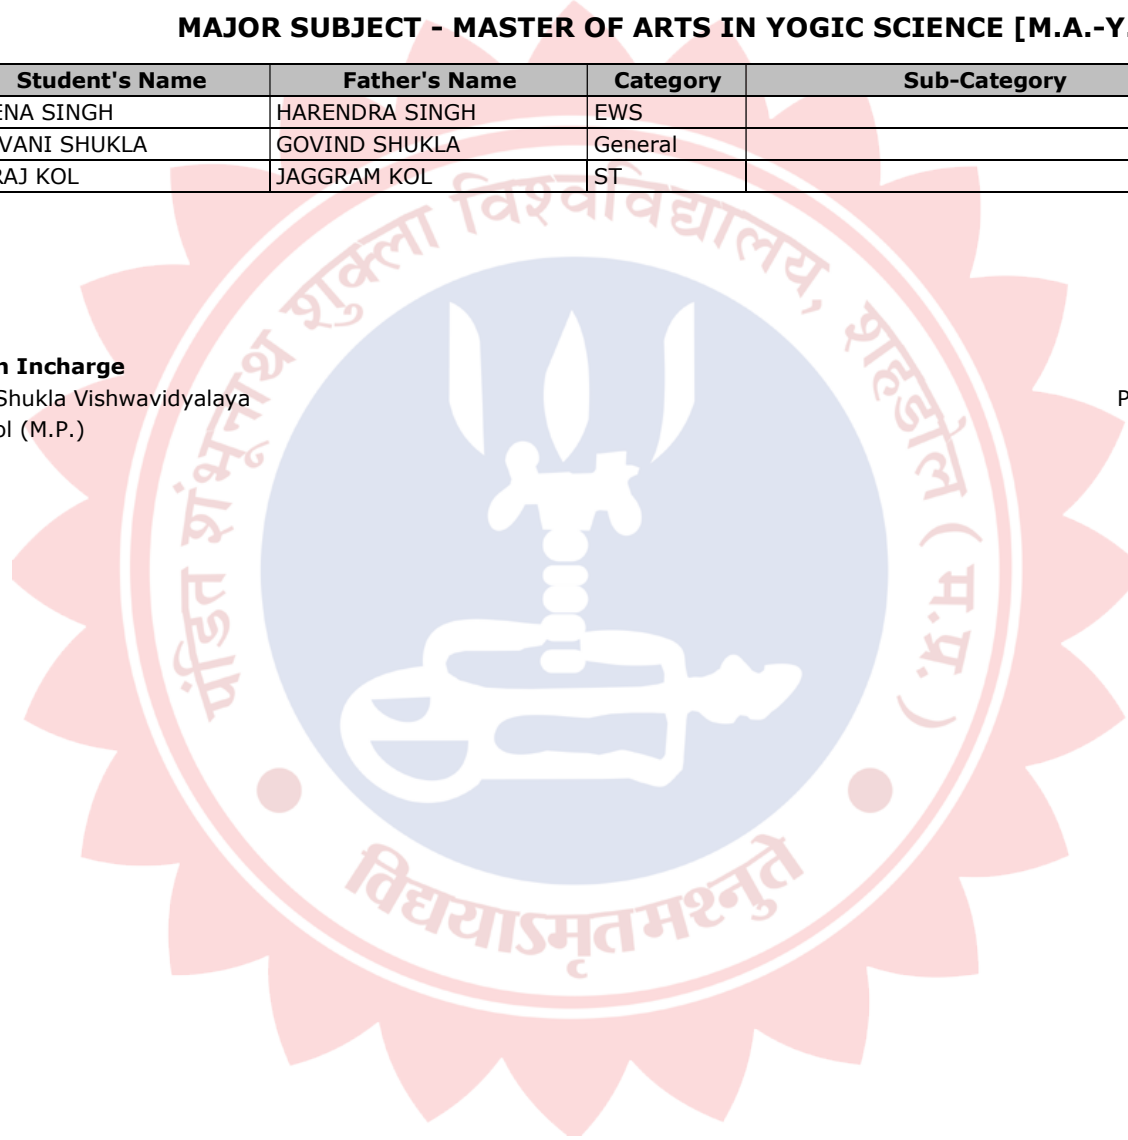 MAJOR SUBJECT - MASTER OF ARTS IN YOGIC SCIENCE [M.A.-Y.
Student's Name Father's Name Category Sub-Category
ENA SINGH HARENDRA SINGH EWS
VANI SHUKLA GOVIND SHUKLA General
RAJ KOL JAGGRAM KOL ST
n Incharge
Shukla Vishwavidyalaya P
ol (M.P.)
पंडित शंभूनाथ शुक्ला विश्वविद्यालय, शहडोल ( म.प्र. )
विद्ययाऽमृतमश्नुते